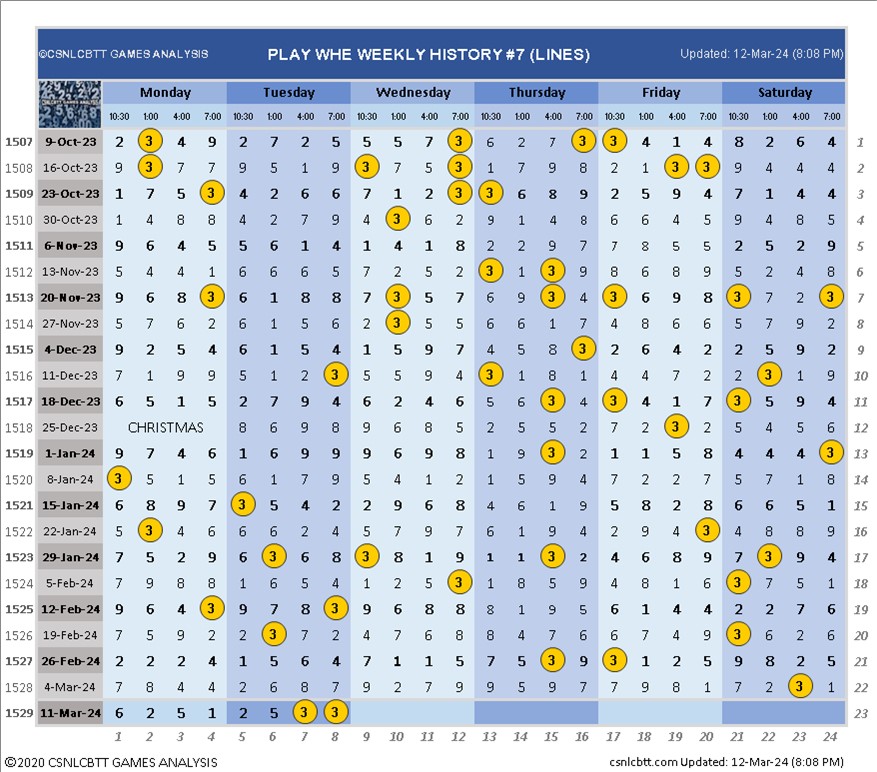 ©CSNLCBTT GAMES ANALYSIS PLAY WHE WEEKLY HISTORY #7 (LINES) Updated: 12-Mar-24 (8:08 PM)
Monday Tuesday Wednesday Thursday Friday Saturday
10:30 1:00 4:00 7:00 10:30 1:00 4:00 7:00 10:30 1:00 4:00 7:00 10:30 1:00 4:00 7:00 10:30 1:00 4:00 7:00 10:30 1:00 4:00 7:00
1507 9-Oct-23 2 3 4 9 2 7 2 5 5 5 7 3 6 2 7 3 3 4 1 4 8 2 6 4 1
1508 16-Oct-23 9 3 7 7 9 5 1 9 3 7 5 3 1 7 9 8 2 1 3 3 9 4 4 4 2
1509 23-Oct-23 1 7 5 3 4 2 6 6 7 1 2 3 3 6 8 9 2 5 9 4 7 1 4 4 3
1510 30-Oct-23 1 4 8 8 4 2 7 9 4 3 6 2 9 1 4 8 6 6 4 5 9 4 8 5 4
1511 6-Nov-23 9 6 4 5 5 6 1 4 1 4 1 8 2 2 9 7 7 8 5 5 2 5 2 9 5
1512 13-Nov-23 5 4 4 1 6 6 6 5 7 2 5 2 3 1 3 9 8 6 8 9 5 2 4 8 6
1513 20-Nov-23 9 6 8 3 6 1 8 8 7 3 5 7 6 9 3 4 3 6 9 8 3 7 2 3 7
1514 27-Nov-23 5 7 6 2 6 1 5 6 2 3 5 5 6 6 1 7 4 8 6 6 5 7 9 2 8
1515 4-Dec-23 9 2 5 4 6 1 5 4 1 5 9 7 4 5 8 3 2 6 4 2 2 5 9 2 9
1516 11-Dec-23 7 1 9 9 5 1 2 3 5 5 9 4 3 1 8 1 4 4 7 2 2 3 1 9 10
1517 18-Dec-23 6 5 1 5 2 7 9 4 6 2 4 6 5 6 3 4 3 4 1 7 3 5 9 4 11
1518 25-Dec-23 CHRISTMAS 8 6 9 8 9 6 8 5 2 5 5 2 7 2 3 2 5 4 5 6 12
1519 1-Jan-24 9 7 4 6 1 6 9 9 9 6 9 8 1 9 3 2 1 1 5 8 4 4 4 3 13
1520 8-Jan-24 3 5 1 5 6 1 7 9 5 4 1 2 1 5 9 4 7 2 2 7 5 7 1 8 14
1521 15-Jan-24 6 8 9 7 3 5 4 2 2 9 6 8 4 6 1 9 5 8 2 8 6 6 5 1 15
1522 22-Jan-24 5 3 4 6 6 6 2 4 5 7 9 7 6 1 9 4 2 9 4 3 4 8 8 9 16
1523 29-Jan-24 7 5 2 9 6 3 6 8 3 8 1 9 1 1 3 2 4 6 8 9 7 3 9 4 17
1524 5-Feb-24 7 9 8 8 1 6 5 4 1 2 5 3 1 8 5 9 4 8 1 6 3 7 5 1 18
1525 12-Feb-24 9 6 4 3 9 7 8 3 9 6 8 8 8 1 9 5 6 1 4 4 2 2 7 6 19
1526 19-Feb-24 7 5 9 2 2 3 7 2 4 7 6 8 8 4 7 6 6 7 4 9 3 6 2 6 20
1527 26-Feb-24 2 2 2 4 1 5 6 4 7 1 1 5 7 5 3 9 3 1 2 5 9 8 2 5 21
1528 4-Mar-24 7 8 4 4 2 6 8 7 9 2 7 9 9 5 9 7 7 9 8 1 7 2 3 1 22
1529 11-Mar-24 6 2 5 1 2 5 3 3 23
1 2 3 4 5 6 7 8 9 10 11 12 13 14 15 16 17 18 19 20 21 22 23 24
©2020 CSNLCBTT GAMES ANALYSIS csnlcbtt.com Updated: 12-Mar-24 (8:08 PM)